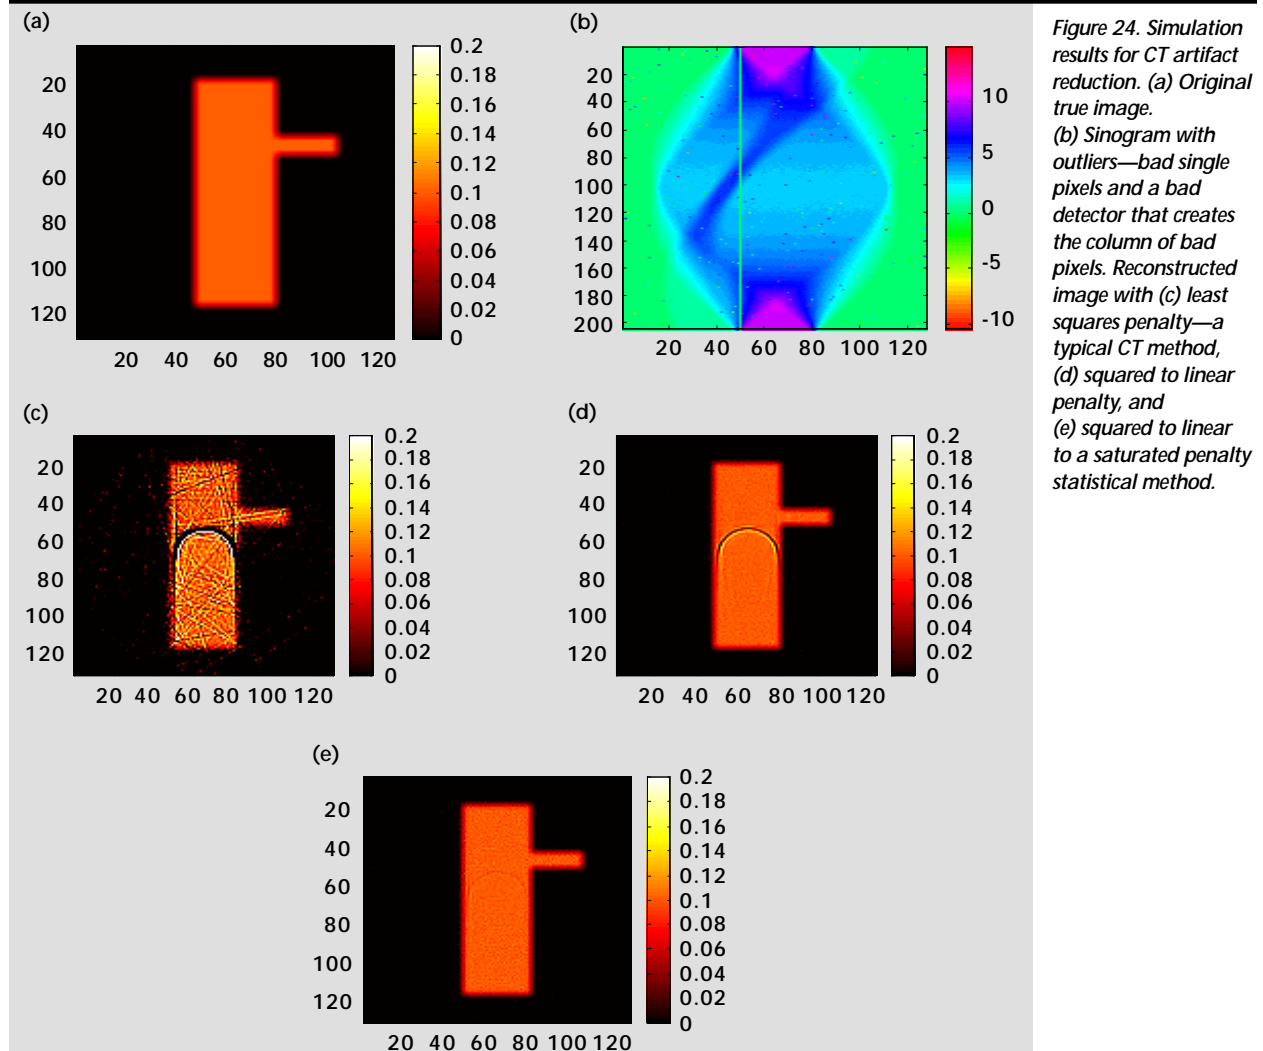 (a)
20
40
60
80
100
120
20 40 60 80 100 120
0.2
0.18
0.16
0.14
0.12
0.1
0.08
0.06
0.04
0.02
0
(b)
20
40
60
80
100
120
140
160
180
200
20 40 60 80 100 120
10
5
0
-5
-10
Figure 24. Simulation
results for CT artifact
reduction. (a) Original
true image.
(b) Sinogram with
outliers—bad single
pixels and a bad
detector that creates
the column of bad
pixels. Reconstructed
image with (c) least
squares penalty—a
typical CT method,
(d) squared to linear
penalty, and
(e) squared to linear
to a saturated penalty
statistical method.
(c)
20
40
60
80
100
120
20 40 60 80 100 120
0.2
0.18
0.16
0.14
0.12
0.1
0.08
0.06
0.04
0.02
0
(d)
20
40
60
80
100
120
20 40 60 80 100 120
0.2
0.18
0.16
0.14
0.12
0.1
0.08
0.06
0.04
0.02
0
(e)
20
40
60
80
100
120
20 40 60 80 100 120
0.2
0.18
0.16
0.14
0.12
0.1
0.08
0.06
0.04
0.02
0